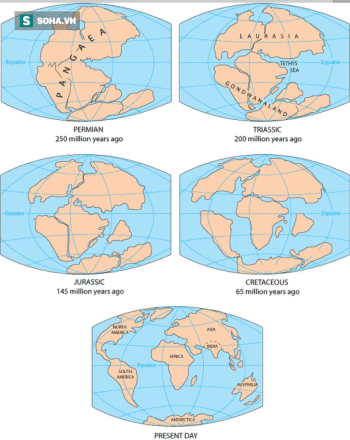 S SOHA.VN
PANGAEA
Equator
PERMIAN
250 million years ago
LAURASIA
TETHYS
SEA
Equator
GONDWANALAND
TRIASSIC
200 million years ago
Equator
JURASSIC
145 million years ago
Equator
CRETACEOUS
65 million years ago
NORTH
AMERICA
ASIA
INDIA
AFRICA
Equator
SOUTH
AMERICA
AUSTRALIA
ANTARCTICA
PRESENT DAY